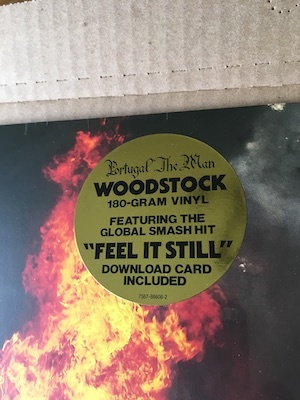 Portugal The Man
WOODSTOCK
180-GRAM VINYL
FEATURING THE
GLOBAL SMASH HIT
"FEEL IT STILL"
DOWNLOAD CARD
INCLUDED